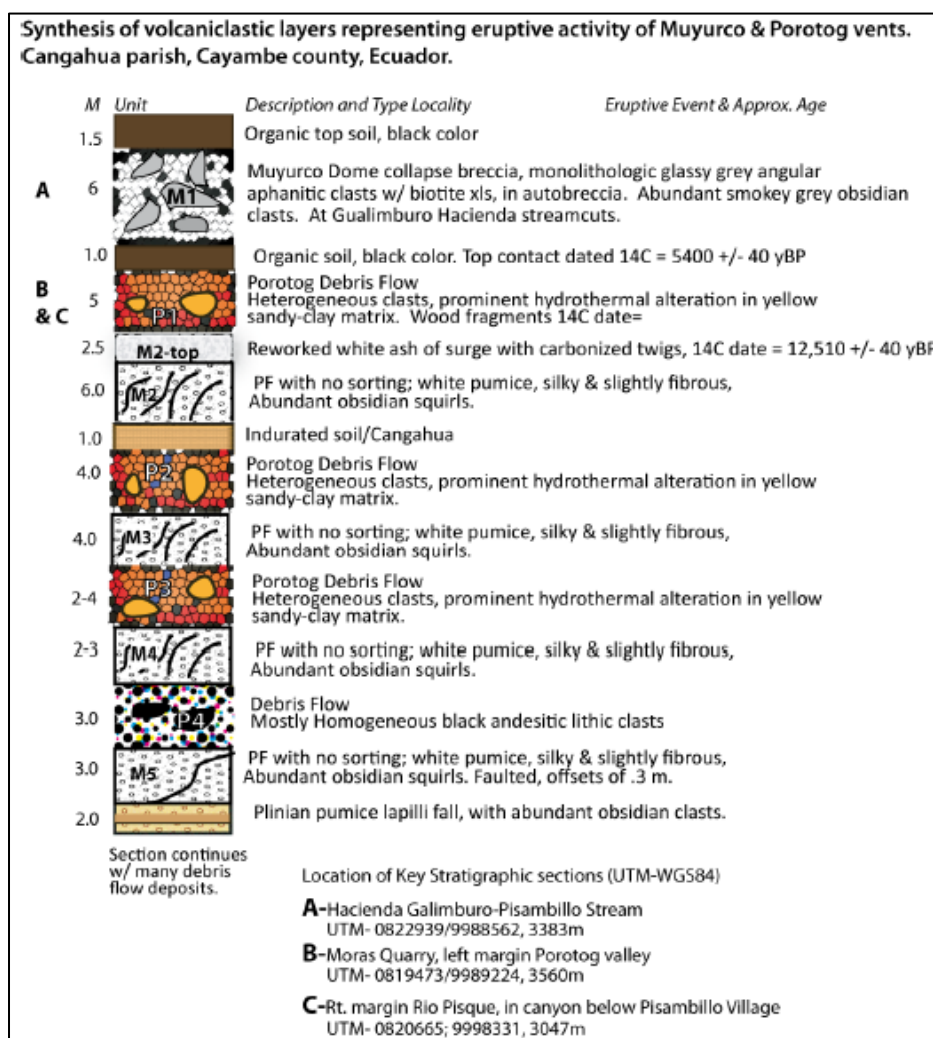 Synthesis of volcaniclastic layers representing eruptive activity of Muyurco & Porotog vents.
Cangahua parish, Cayambe county, Ecuador.
M Unit Description and Type Locality Eruptive Event & Approx. Age
1.5 Organic top soil, black color
A 6 M1 Muyurco Dome collapse breccia, monolithologic glassy grey angular
aphanitic clasts w/ biotite xls, in autobreccia. Abundant smokey grey obsidian
clasts. At Gualimburo Hacienda streamcuts.
1.0 Organic soil, black color. Top contact dated 14C = 5400 +/- 40 yBP
B
& C 5 P1 Porotog Debris Flow
Heterogeneous clasts, prominent hydrothermal alteration in yellow
sandy-clay matrix. Wood fragments 14C date=
2.5 M2-top Reworked white ash of surge with carbonized twigs, 14C date = 12,510 +/- 40 yBP
6.0 M2 PF with no sorting; white pumice, silky & slightly fibrous,
Abundant obsidian squirls.
1.0 Indurated soil/Cangahua
4.0 P2 Porotog Debris Flow
Heterogeneous clasts, prominent hydrothermal alteration in yellow
sandy-clay matrix.
4.0 M3 PF with no sorting; white pumice, silky & slightly fibrous,
Abundant obsidian squirls.
2-4 P3 Porotog Debris Flow
Heterogeneous clasts, prominent hydrothermal alteration in yellow
sandy-clay matrix.
2-3 M4 PF with no sorting; white pumice, silky & slightly fibrous,
Abundant obsidian squirls.
3.0 P4 Debris Flow
Mostly Homogeneous black andesitic lithic clasts
3.0 M5 PF with no sorting; white pumice, silky & slightly fibrous,
Abundant obsidian squirls. Faulted, offsets of .3 m.
2.0 Plinian pumice lapilli fall, with abundant obsidian clasts.
Section continues
w/ many debris
flow deposits.
Location of Key Stratigraphic sections (UTM-WGS84)
A-Hacienda Galimburo-Pisambillo Stream
UTM- 0822939/9988562, 3383m
B-Moras Quarry, left margin Porotog valley
UTM- 0819473/9989224, 3560m
C-Rt. margin Rio Pisque, in canyon below Pisambillo Village
UTM- 0820665; 9998331, 3047m